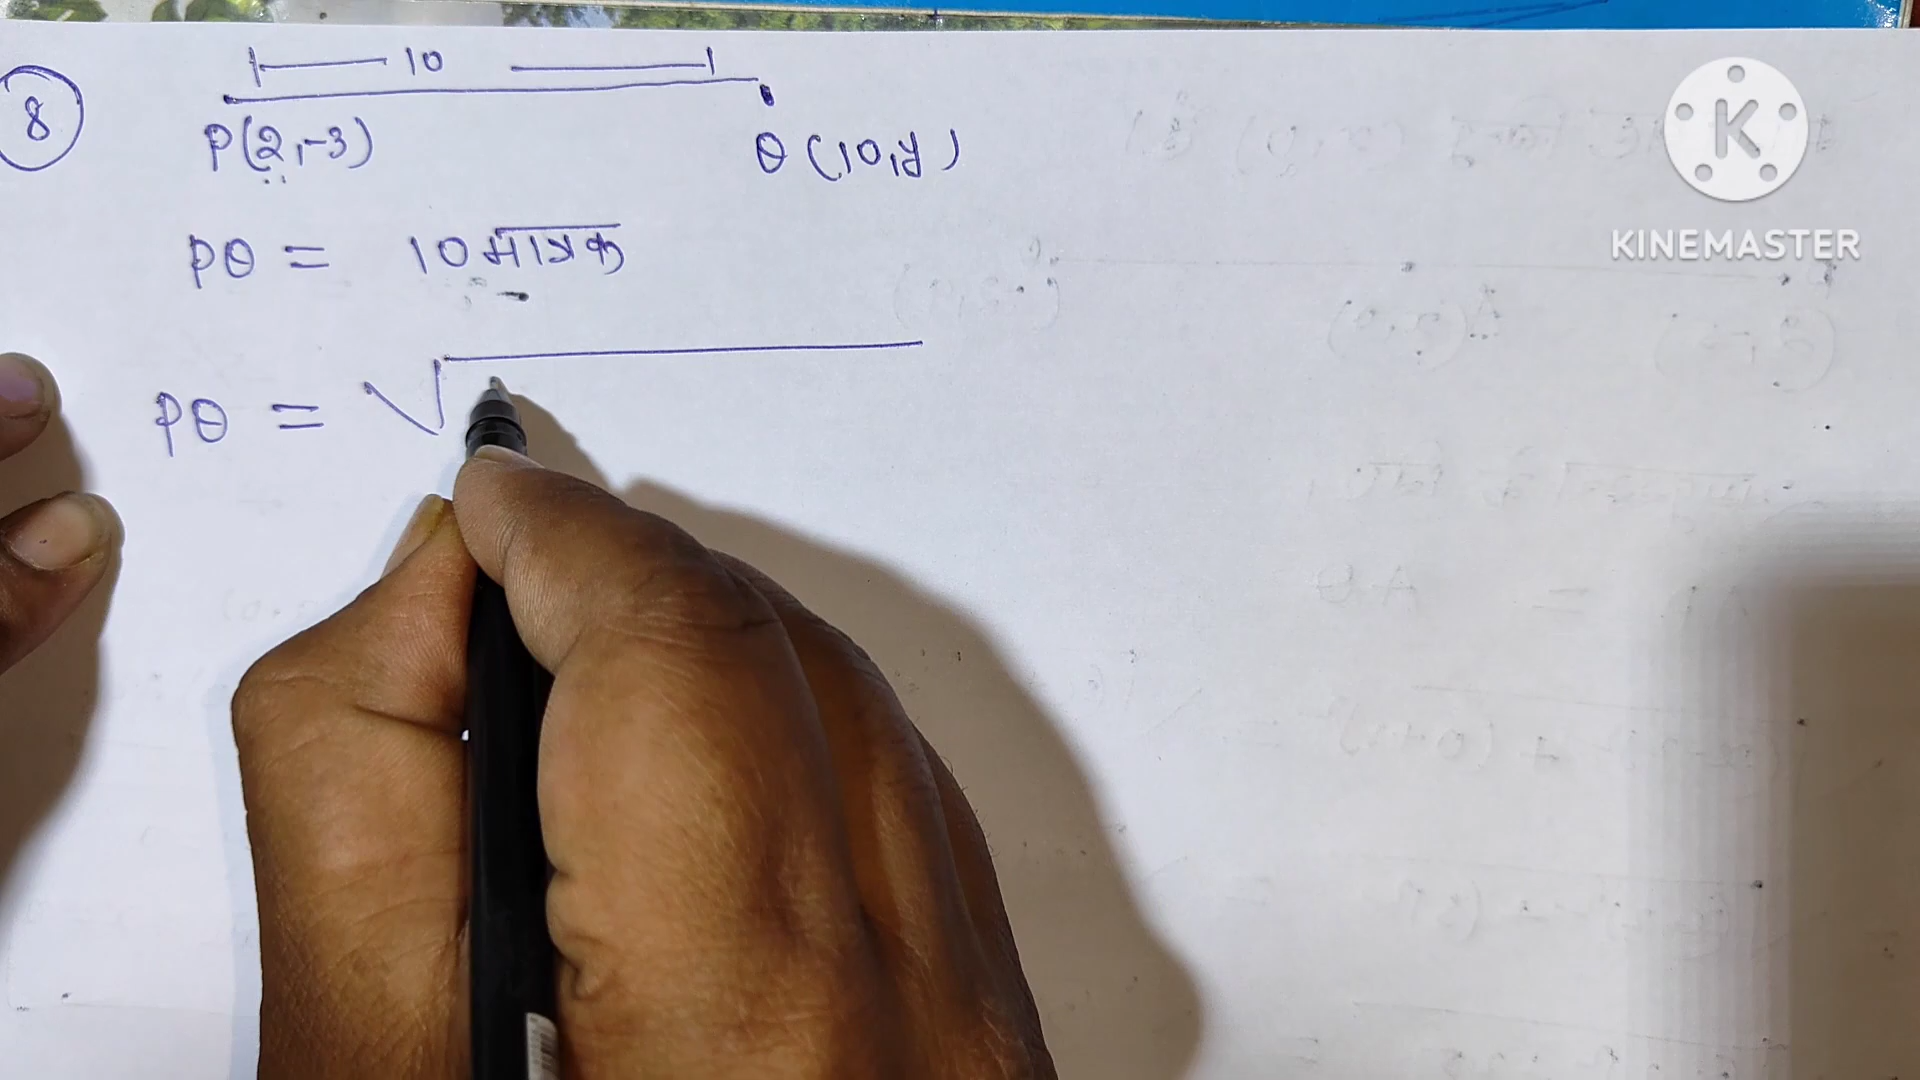 8
10
P(2,-3)
Q (10,y)
PQ = 10 मात्रक
PQ = √
K
KINEMASTER